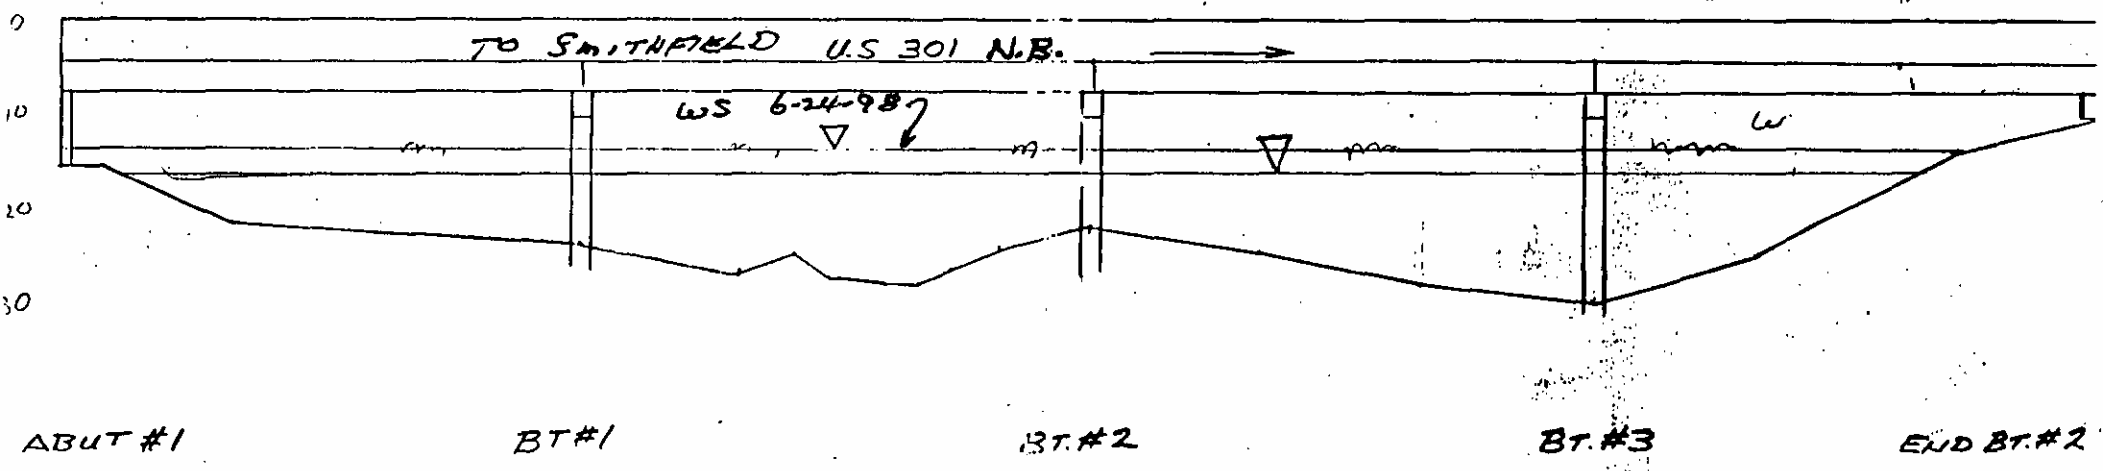 0
TO SMITHFIELD U.S 301 N.B.
10
WS 6-24-98
W
20
30
ABUT #1
BT#1
BT.#2
BT.#3
END BT.#2